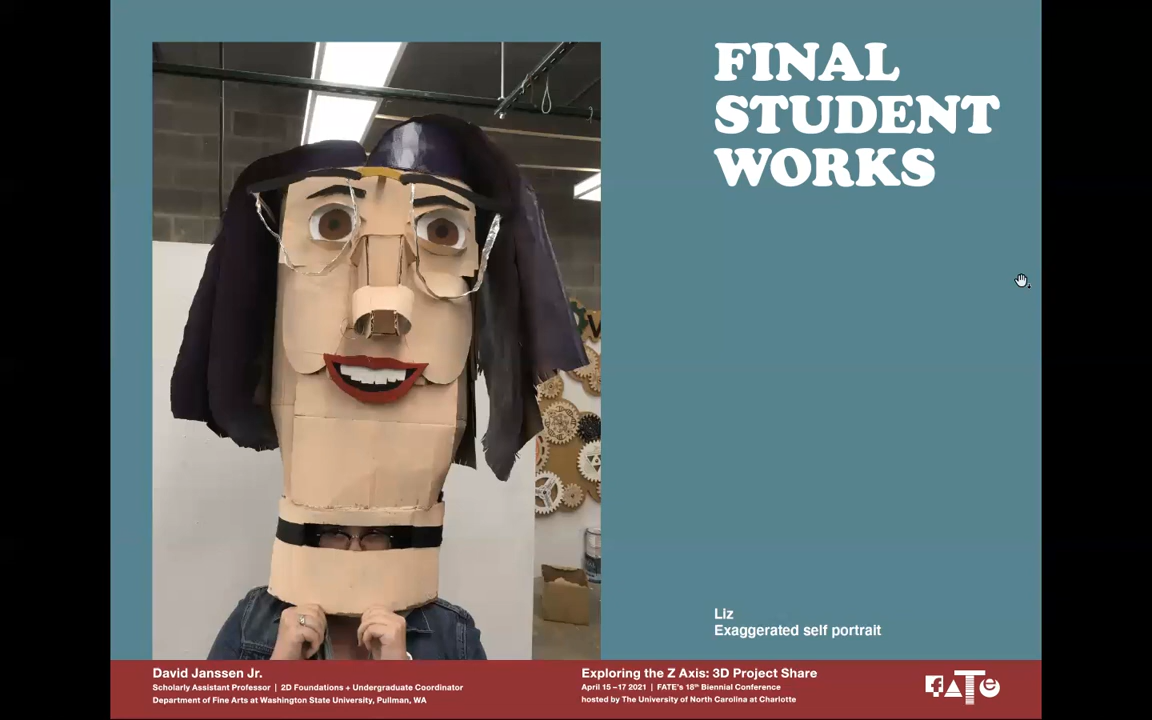 FINAL
STUDENT
WORKS
Liz
Exaggerated self portrait
David Janssen Jr.
Scholarly Assistant Professor | 2D Foundations + Undergraduate Coordinator
Department of Fine Arts at Washington State University, Pullman, WA
Exploring the Z Axis: 3D Project Share
April 15 – 17 2021 | FATE's 18th Biennial Conference
hosted by The University of North Carolina at Charlotte
fATe